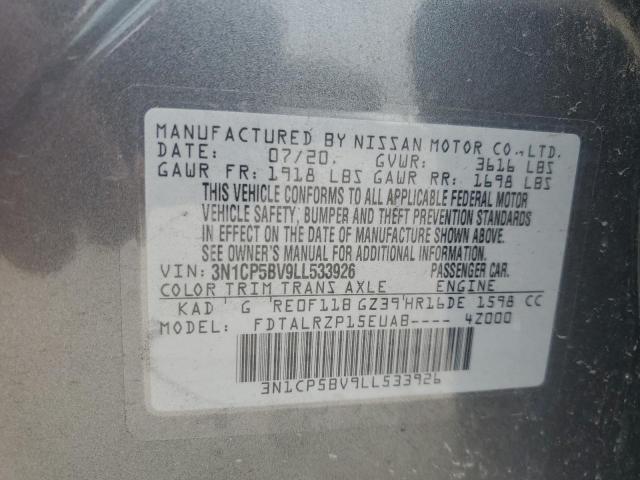 MANUFACTURED BY NISSAN MOTOR CO.,LTD.
DATE: 07/20. GVWR: 3616 LBS
GAWR FR: 1918 LBS GAWR RR: 1698 LBS
THIS VEHICLE CONFORMS TO ALL APPLICABLE FEDERAL MOTOR
VEHICLE SAFETY, BUMPER AND THEFT PREVENTION STANDARDS
IN EFFECT ON THE DATE OF MANUFACTURE SHOWN ABOVE.
SEE OWNER'S MANUAL FOR ADDITIONAL INFORMATION.
VIN: 3N1CP5BV9LL533926 PASSENGER CAR.
COLOR TRIM TRANS AXLE ENGINE
KAD G RE0F11B GZ39 HR16DE 1598 CC
MODEL: FDTALRZP15EUAB---- 4Z000
3N1CP5BV9LL533926